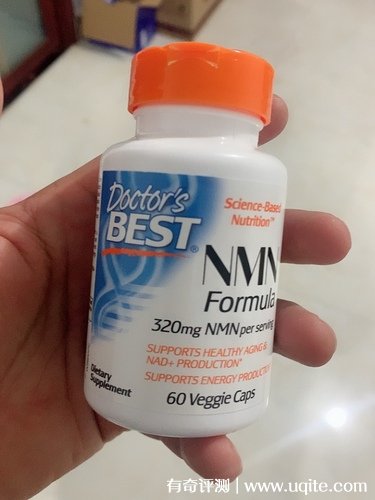 Doctor's
BEST®
Science-Based
Nutrition™
NMN
Formula
320mg NMN per serving
SUPPORTS HEALTHY AGING &
NAD+ PRODUCTION*
SUPPORTS ENERGY PRODUCTION
Dietary
Supplement
60 Veggie Caps
有奇评测 | www.uqite.com